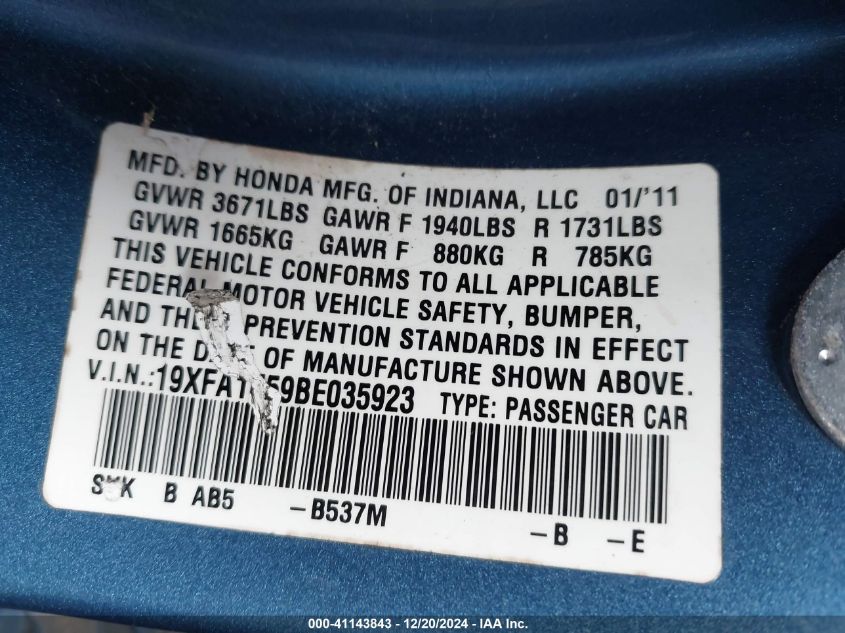 MFD. BY HONDA MFG. OF INDIANA, LLC 01/'11
GVWR 3671LBS GAWR F 1940LBS R 1731LBS
GVWR 1665KG GAWR F 880KG R 785KG
THIS VEHICLE CONFORMS TO ALL APPLICABLE
FEDERAL MOTOR VEHICLE SAFETY, BUMPER,
AND PREVENTION STANDARDS IN EFFECT
ON THE OF MANUFACTURE SHOWN ABOVE.
V.I.N.: TYPE: PASSENGER CAR
B AB5 -B537M -B -E
000-41143843 - 12/20/2024 - IAA Inc.